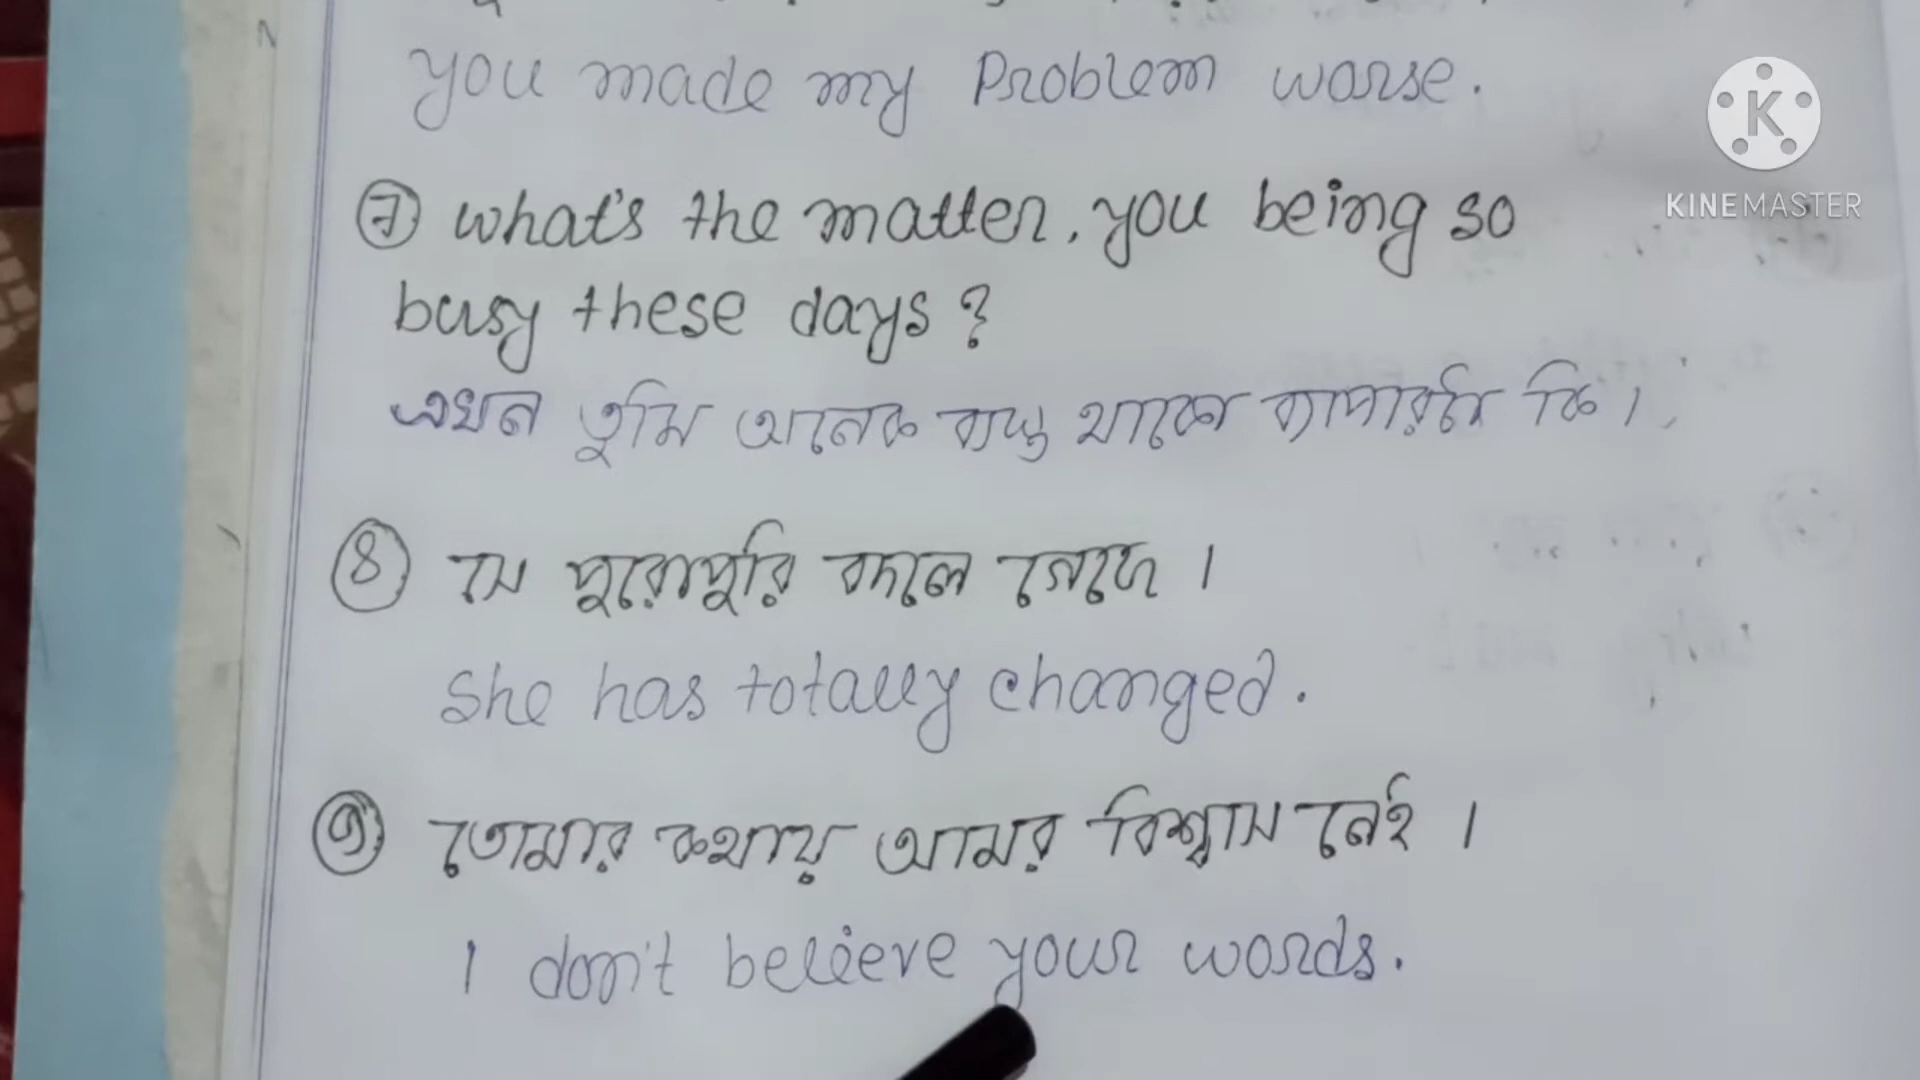 you made my problem worse.
⑦ what's the matter, you being so
busy these days?
এখন তুমি অনেক ব্যস্ত থাকো ব্যাপারটা কি।
⑧ সে পুরোপুরি বদলে গেছে।
She has totally changed.
⑨ তোমার কথায় আমর বিশ্বাস নেই।
I don't believe your words.
K
KINEMASTER